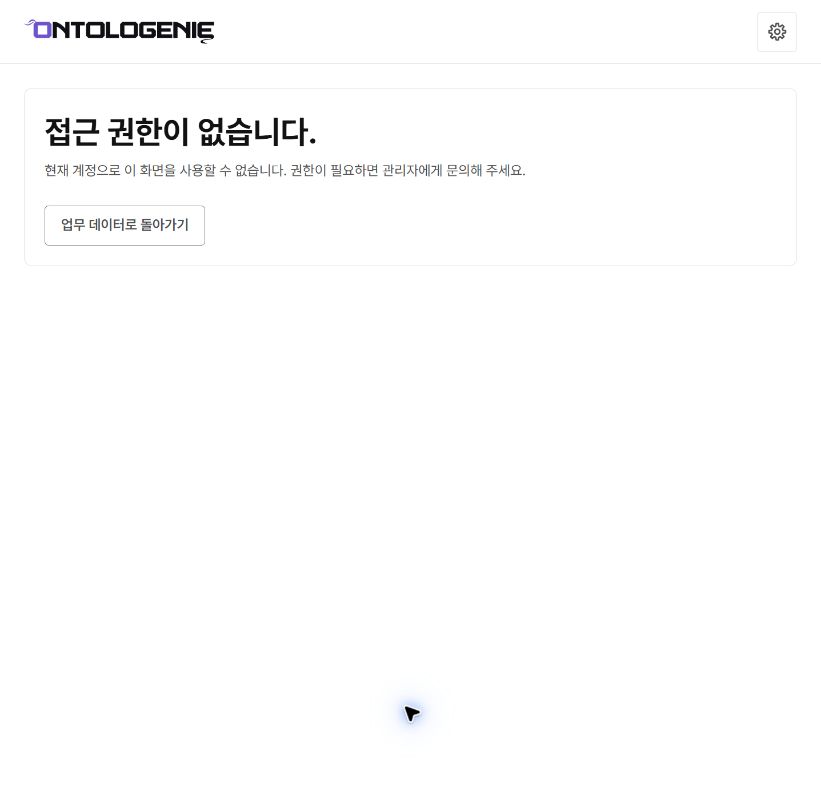 ONTOLOGENIE
접근 권한이 없습니다.
현재 계정으로 이 화면을 사용할 수 없습니다. 권한이 필요하면 관리자에게 문의해 주세요.
업무 데이터로 돌아가기